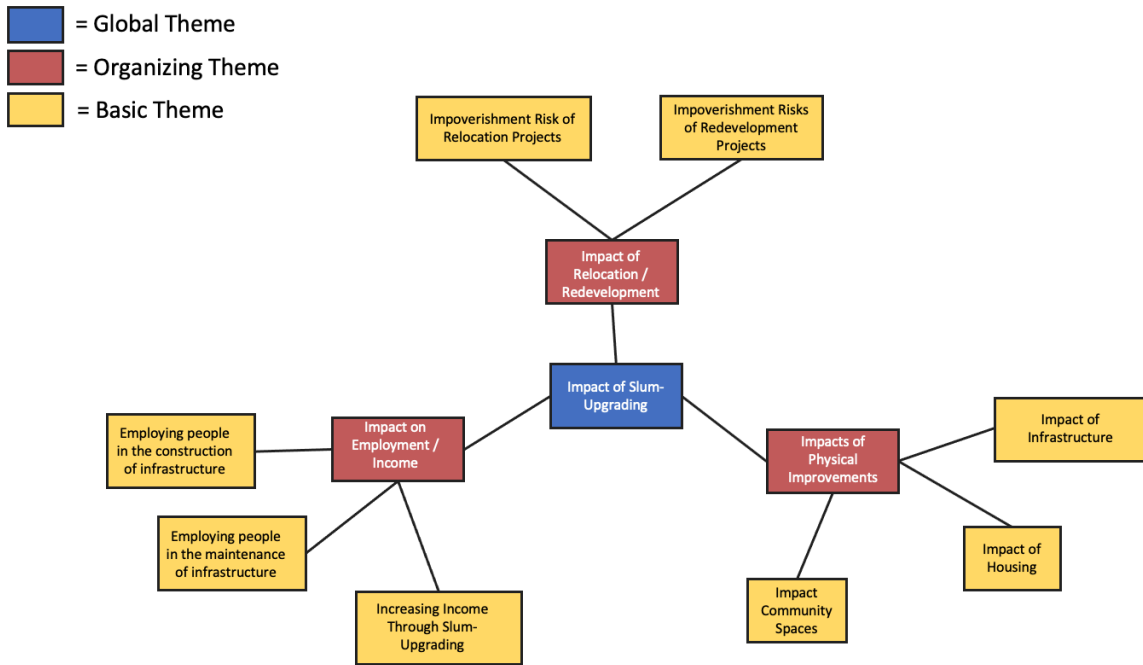 = Global Theme
= Organizing Theme
= Basic Theme
Impoverishment Risk of
Relocation Projects
Impoverishment Risks
of Redevelopment
Projects
Impact of
Relocation /
Redevelopment
Impact of Slum-
Upgrading
Impact on
Employment /
Income
Employing people
in the construction
of infrastructure
Employing people
in the maintenance
of infrastructure
Increasing Income
Through Slum-
Upgrading
Impacts of
Physical
Improvements
Impact of
Infrastructure
Impact of
Housing
Impact
Community
Spaces